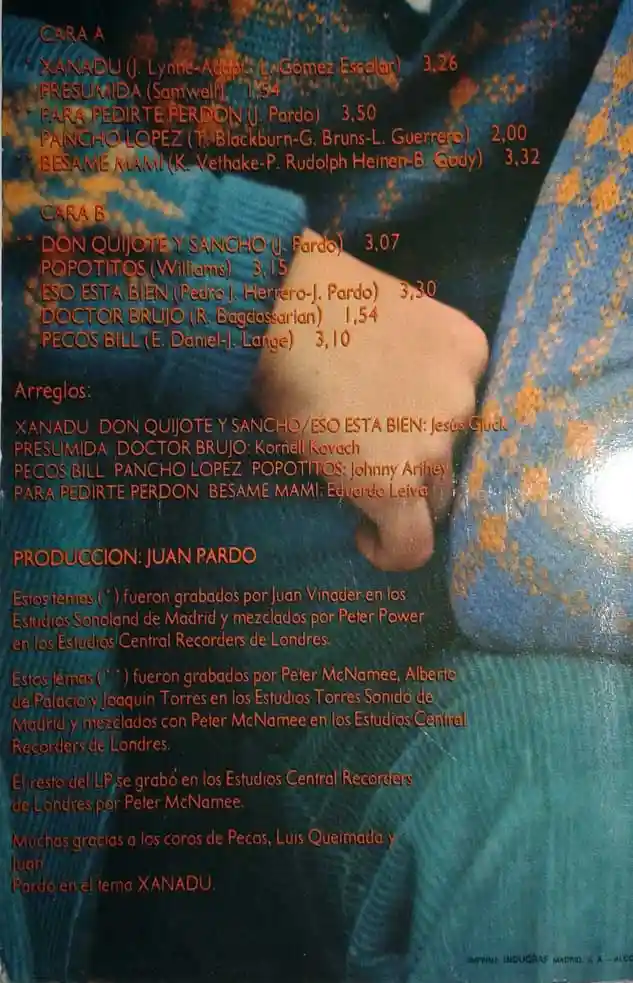 CARA A
* XANADU (J. Lynne-Adapt. L. Gómez Escolar) 3,26
PRESUMIDA (Samwell) 1,54
* * PARA PEDIRTE PERDON (J. Pardo) 3,50
PANCHO LOPEZ (T. Blackburn-G. Bruns-L. Guerrero) 2,00
* * BESAME MAMI (K. Vethake-P. Rudolph Heinen-B. Gudy) 3,32
CARA B
* * DON QUIJOTE Y SANCHO (J. Pardo) 3,07
POPOTITOS (Williams) 3,15
* ESO ESTA BIEN (Pedro J. Herrero-J. Pardo) 3,30
DOCTOR BRUJO (R. Bagdassarian) 1,54
PECOS BILL (E. Daniel-J. Lange) 3,10
Arreglos:
XANADU DON QUIJOTE Y SANCHO/ESO ESTA BIEN: Jesús Gluck
PRESUMIDA DOCTOR BRUJO: Kornell Kovach
PECOS BILL PANCHO LOPEZ POPOTITOS: Johnny Arthey
PARA PEDIRTE PERDON BESAME MAMI: Eduardo Leiva
PRODUCCION: JUAN PARDO
Estos temas (*) fueron grabados por Juan Vinader en los
Estudios Sonoland de Madrid y mezclados por Peter Power
en los Estudios Central Recorders de Londres.
Estos temas (* *) fueron grabados por Peter McNamee, Alberto
de Palacio y Joaquín Torres en los Estudios Torres Sonido de
Madrid y mezclados con Peter McNamee en los Estudios Central
Recorders de Londres.
El resto del LP se grabó en los Estudios Central Recorders
de Londres por Peter McNamee.
Muchas gracias a los coros de Pecos, Luis Queimada y
Juan
Pardo en el tema XANADU.
IMPRIME INDUGRAF MADRID, S. A.